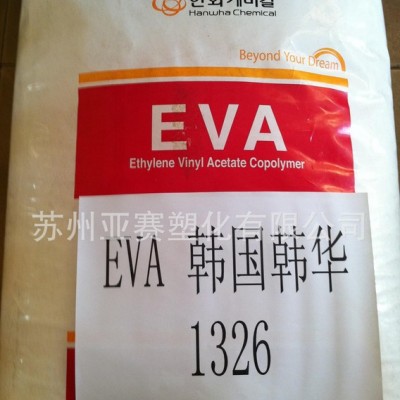 한화케미칼
Hanwha Chemical
Beyond Your Dream
EVA
Ethylene Vinyl Acetate Copolymer
苏州亚赛塑化有限公司
EVA 韩国韩华
1326